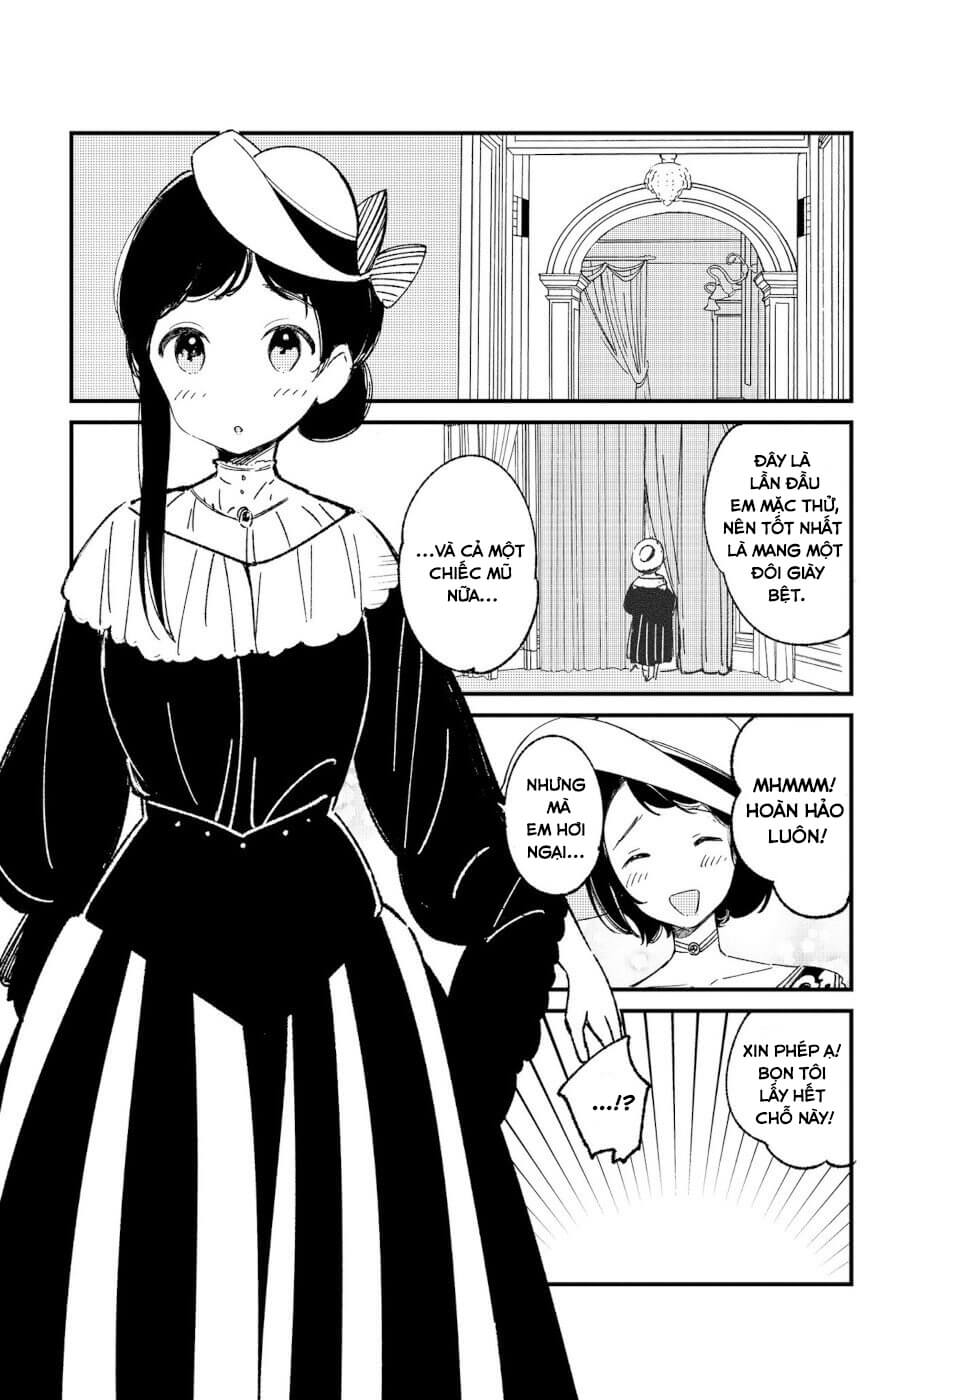 ĐÂY LÀ
LẦN ĐẦU
EM MẶC THỬ,
NÊN TỐT NHẤT
LÀ MANG MỘT
ĐÔI GIÀY
BỆT.
...VÀ CẢ MỘT
CHIẾC MŨ
NỮA...
MHMMM!
HOÀN HẢO
LUÔN!
NHƯNG
MÀ
EM HƠI
NGẠI...
XIN PHÉP Ạ!
BỌN TÔI
LẤY HẾT
CHỖ NÀY!
...!?